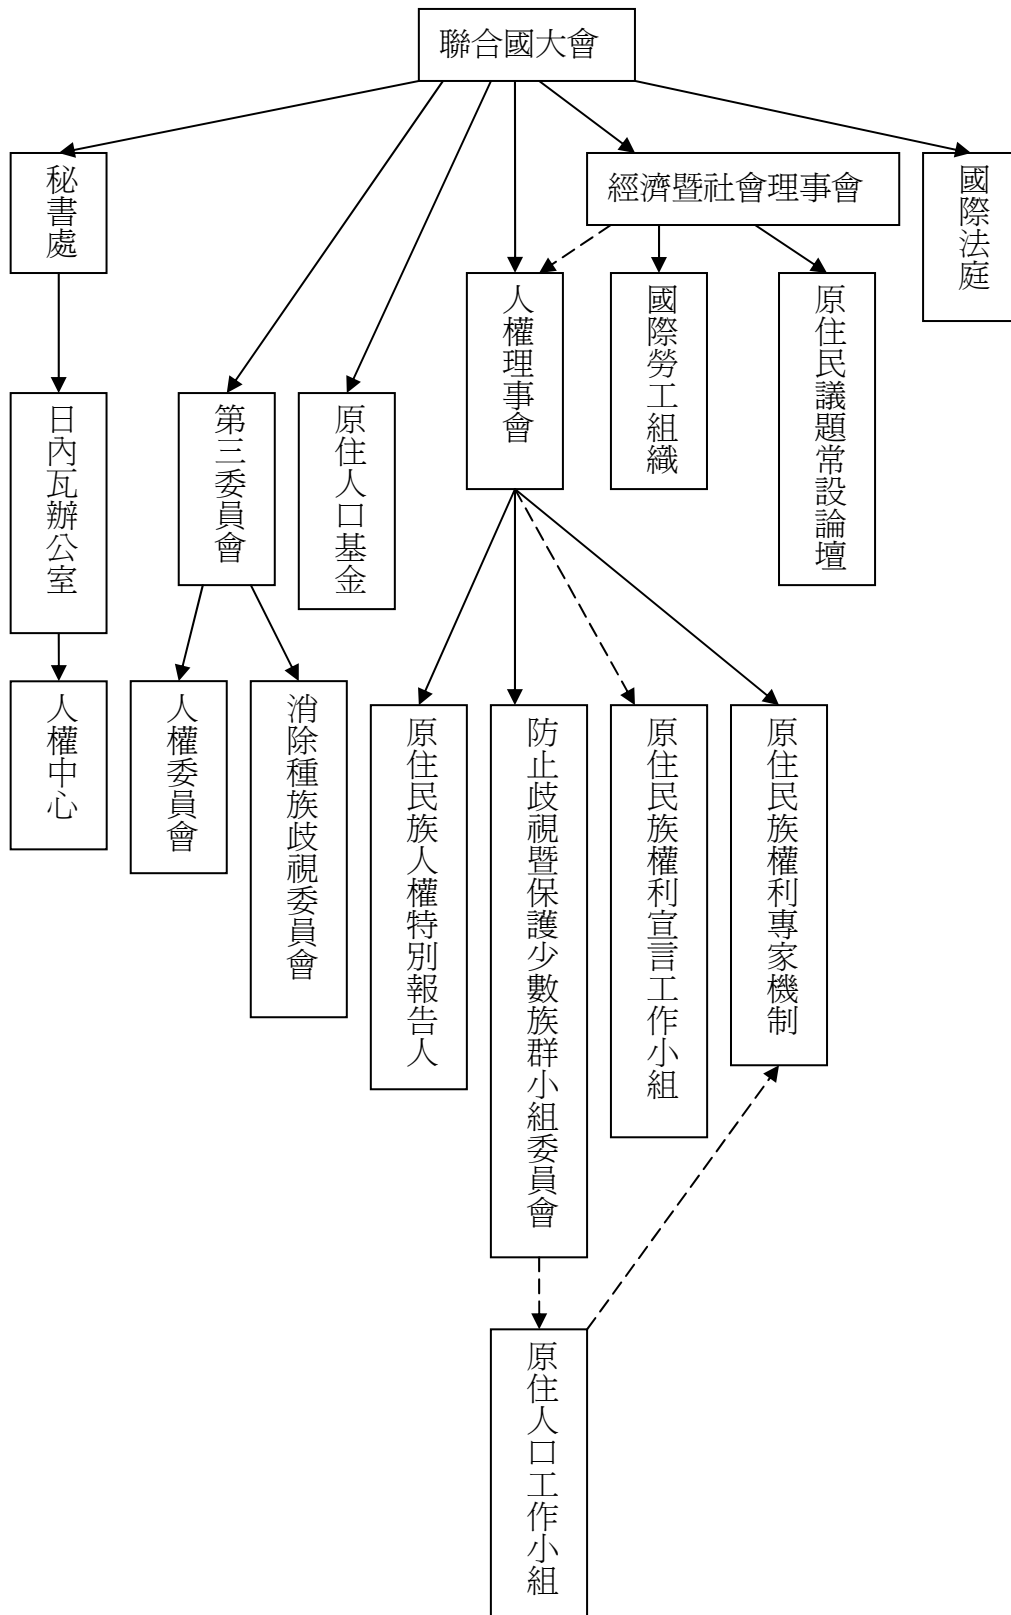 聯合國大會
秘書處
經濟暨社會理事會
國際法庭
人權理事會
國際勞工組織
原住民議題常設論壇
日內瓦辦公室
第三委員會
原住人口基金
人權中心
人權委員會
消除種族歧視委員會
原住民族人權特別報告人
防止歧視暨保護少數族群小組委員會
原住民族權利宣言工作小組
原住民族權利專家機制
原住人口工作小組